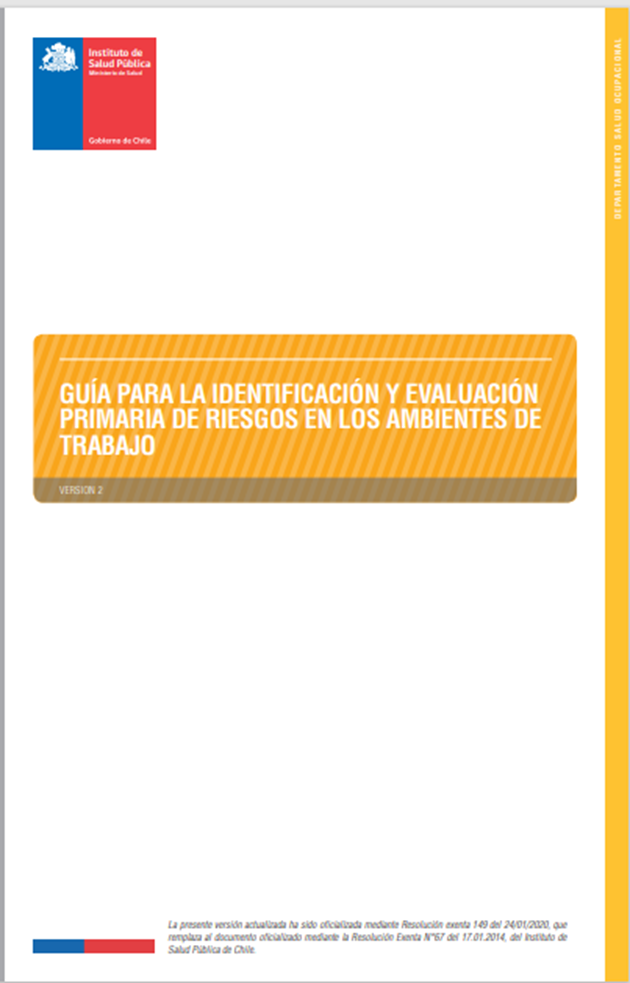 Instituto de
Salud Pública
Ministerio de Salud
Gobierno de Chile
DEPARTAMENTO SALUD OCUPACIONAL
GUÍA PARA LA IDENTIFICACIÓN Y EVALUACIÓN
PRIMARIA DE RIESGOS EN LOS AMBIENTES DE
TRABAJO
VERSION 2
La presente versión actualizada ha sido oficializada mediante Resolución exenta 149 del 24/01/2020, que
remplaza al documento oficializado mediante la Resolución Exenta N°67 del 17.01.2014, del Instituto de
Salud Pública de Chile.